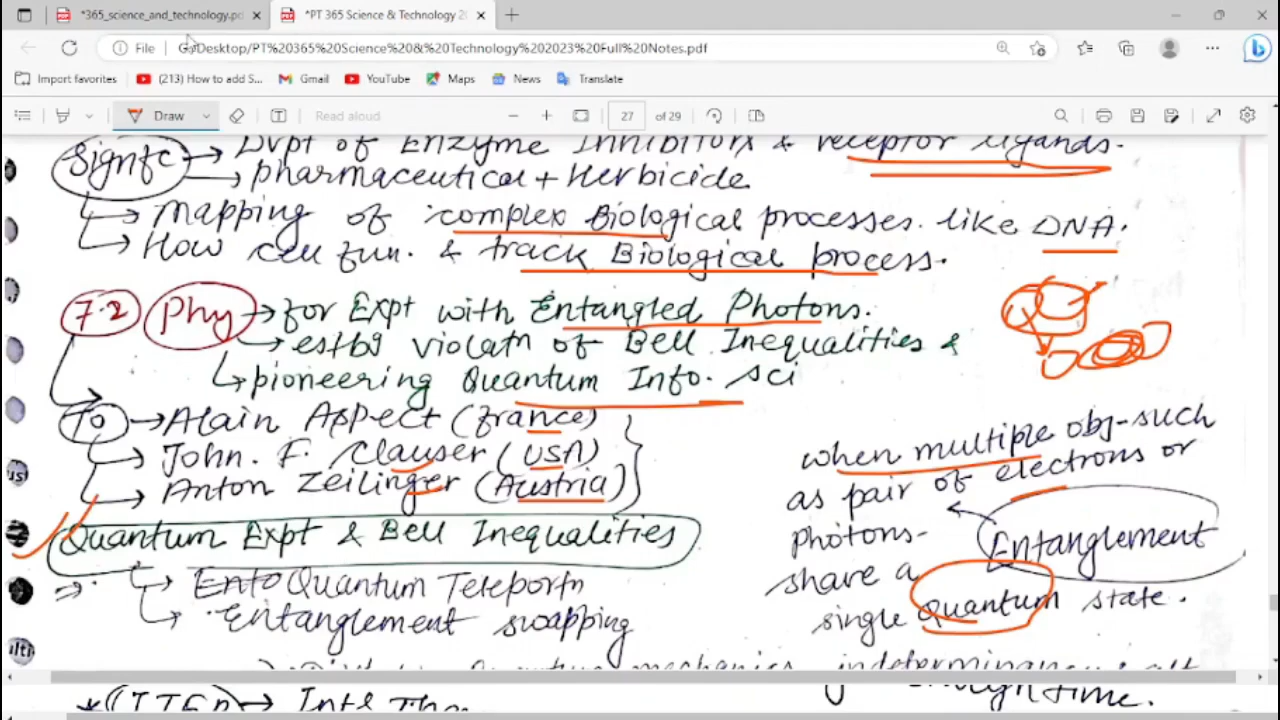 *365_science_and_technology.pd
*PT 365 Science & Technology 20
File
G:/Desktop/PT%20365%20Science%20&%20Technology%202023%20Full%20Notes.pdf
Import favorites
(213) How to add S...
Gmail
YouTube
Maps
News
Translate
Draw
Read aloud
27 of 29
Signfc → Dvpt of Enzyme Inhibitors & receptor ligands.
→ pharmaceutical + Herbicide
→ Mapping of complex Biological processes like DNA.
→ How cell fun. & track Biological process.
7.2 Phy → for Expt with Entangled Photons.
→ estbg violatn of Bell Inequalities &
→ pioneering Quantum Info. Sci
To → Alain Aspect (france)
→ John. F. Clauser (USA)
→ Anton Zeilinger (Austria)
when multiple obj-such
as pair of electrons or
photons-
share a
single quantum state.
Entanglement
Quantum Expt & Bell Inequalities
→ Quantum Teleportn
→ Entanglement swapping
Quantum mechanics